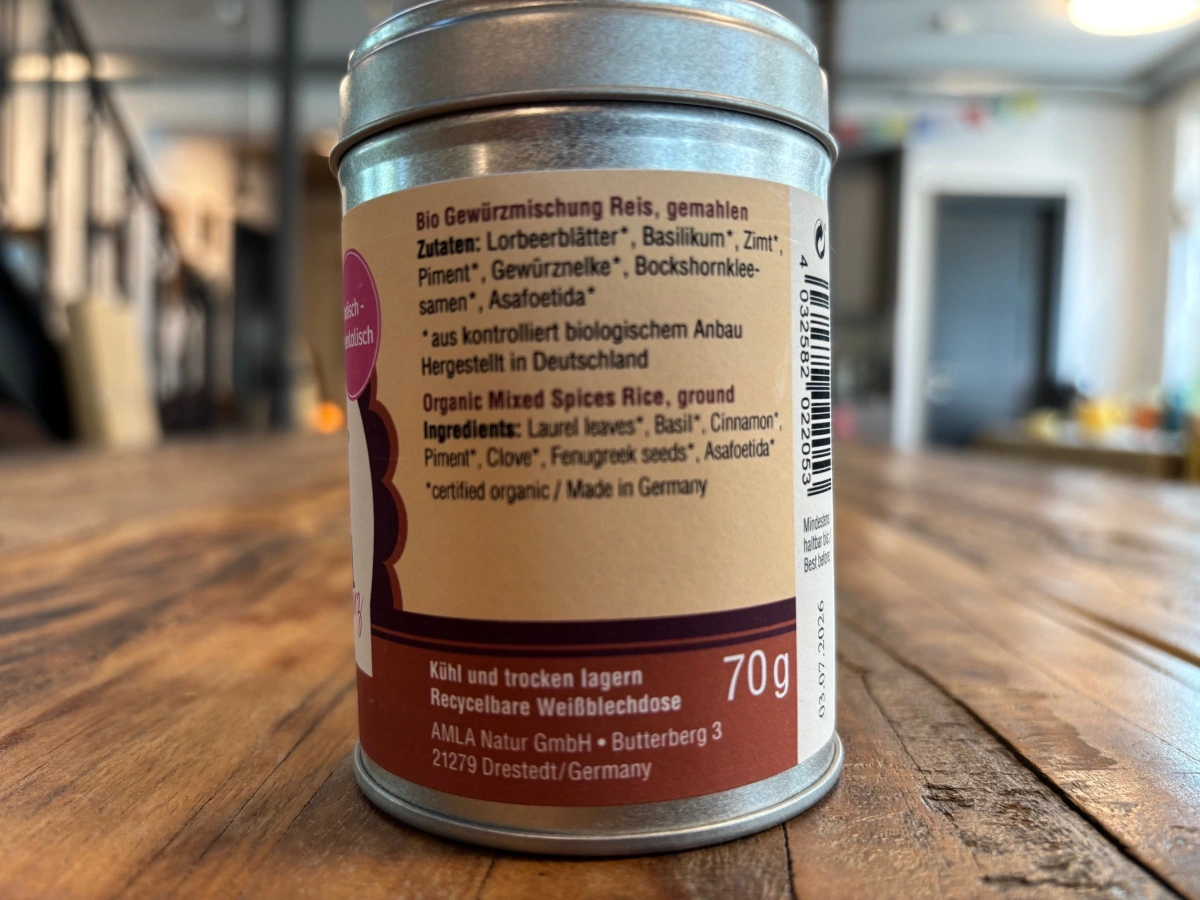 Bio Gewürzmischung Reis, gemahlen
Zutaten: Lorbeerblätter*, Basilikum*, Zimt*,
Piment*, Gewürznelke*, Bockshornklee-
samen*, Asafoetida*
*aus kontrolliert biologischem Anbau
Hergestellt in Deutschland
Organic Mixed Spices Rice, ground
Ingredients: Laurel leaves*, Basil*, Cinnamon*,
Piment*, Clove*, Fenugreek seeds*, Asafoetida*
*certified organic / Made in Germany
Kühl und trocken lagern
Recycelbare Weißblechdose
70 g
AMLA Natur GmbH • Butterberg 3
21279 Drestedt/Germany
4 032582 022053
haltbar
Best before
03.07.2026